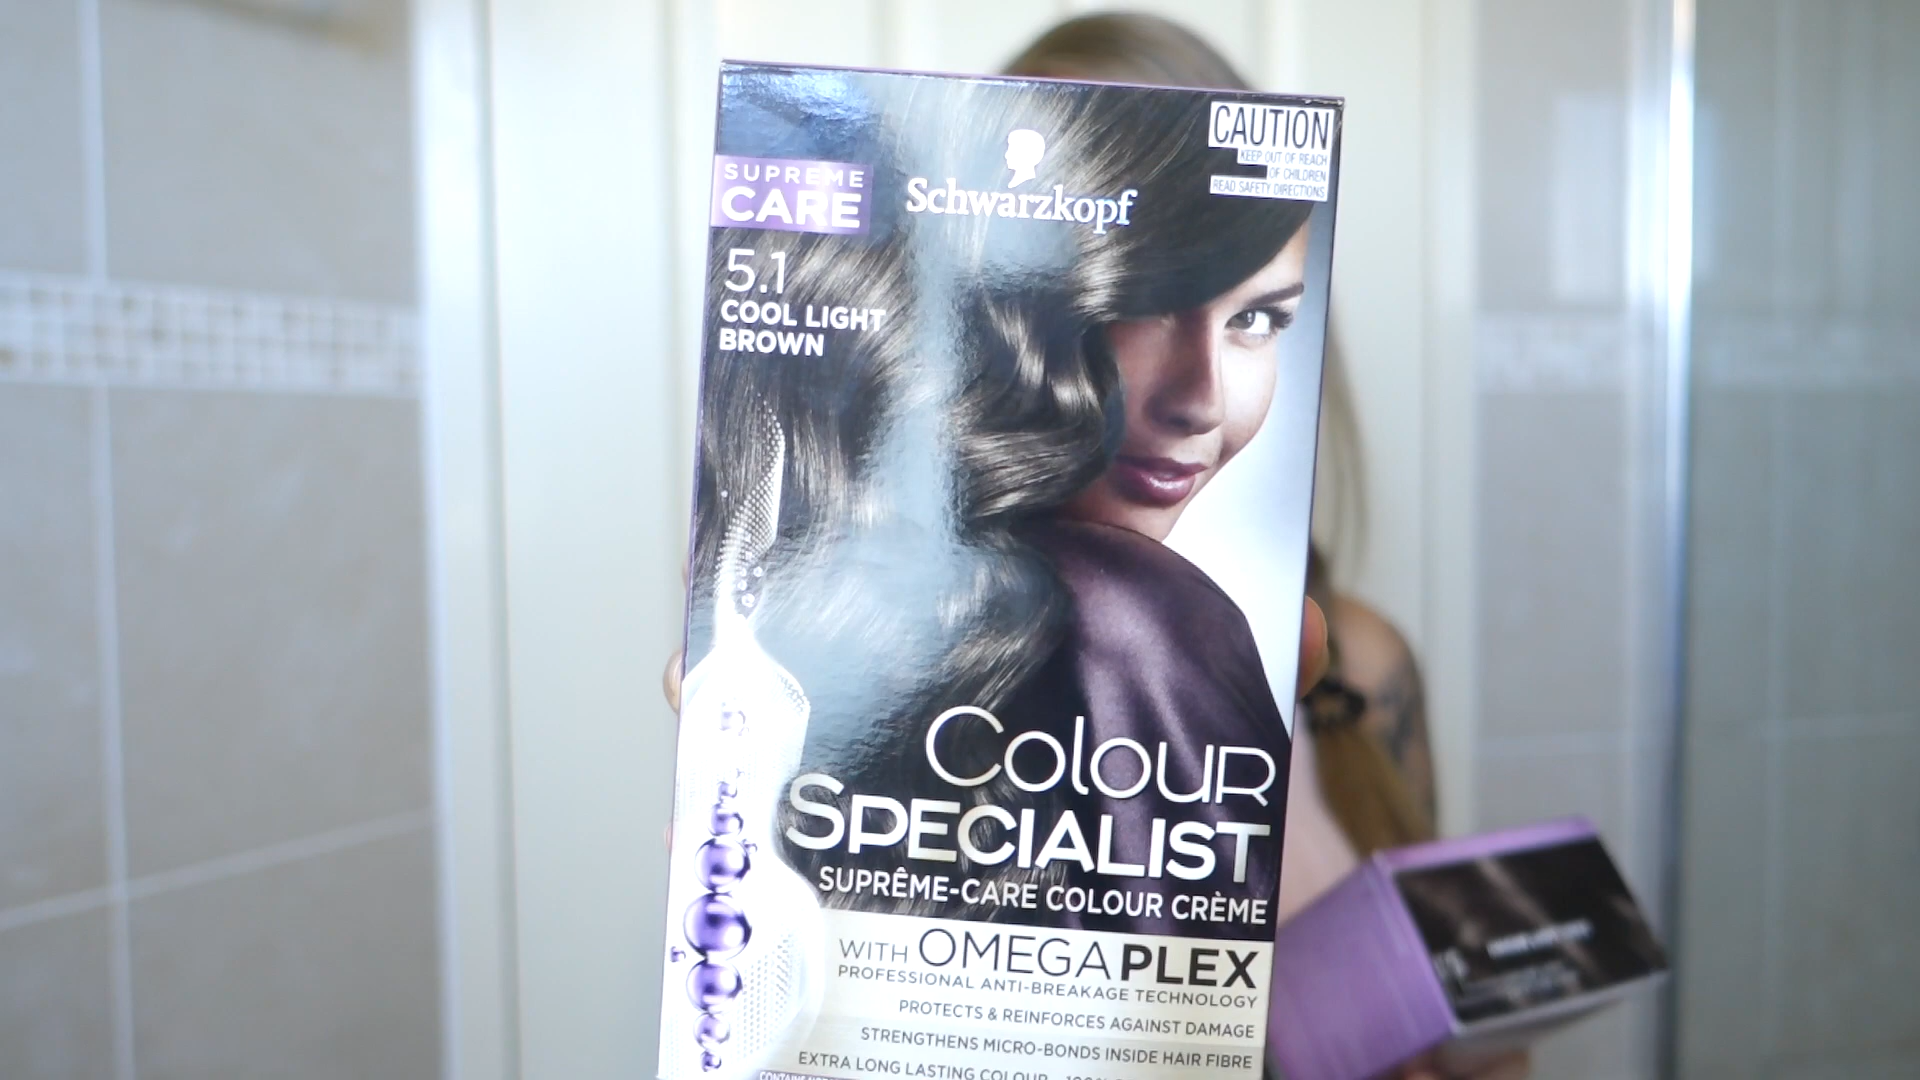 SUPREME
CARE
Schwarzkopf
CAUTION
KEEP OUT OF REACH
OF CHILDREN
READ SAFETY DIRECTIONS
5.1
COOL LIGHT
BROWN
COLOUR
SPECIALIST
SUPRÊME-CARE COLOUR CRÈME
WITH OMEGAPLEX
PROFESSIONAL ANTI-BREAKAGE TECHNOLOGY
PROTECTS & REINFORCES AGAINST DAMAGE
STRENGTHENS MICRO-BONDS INSIDE HAIR FIBRE
EXTRA LONG LASTING COLOUR